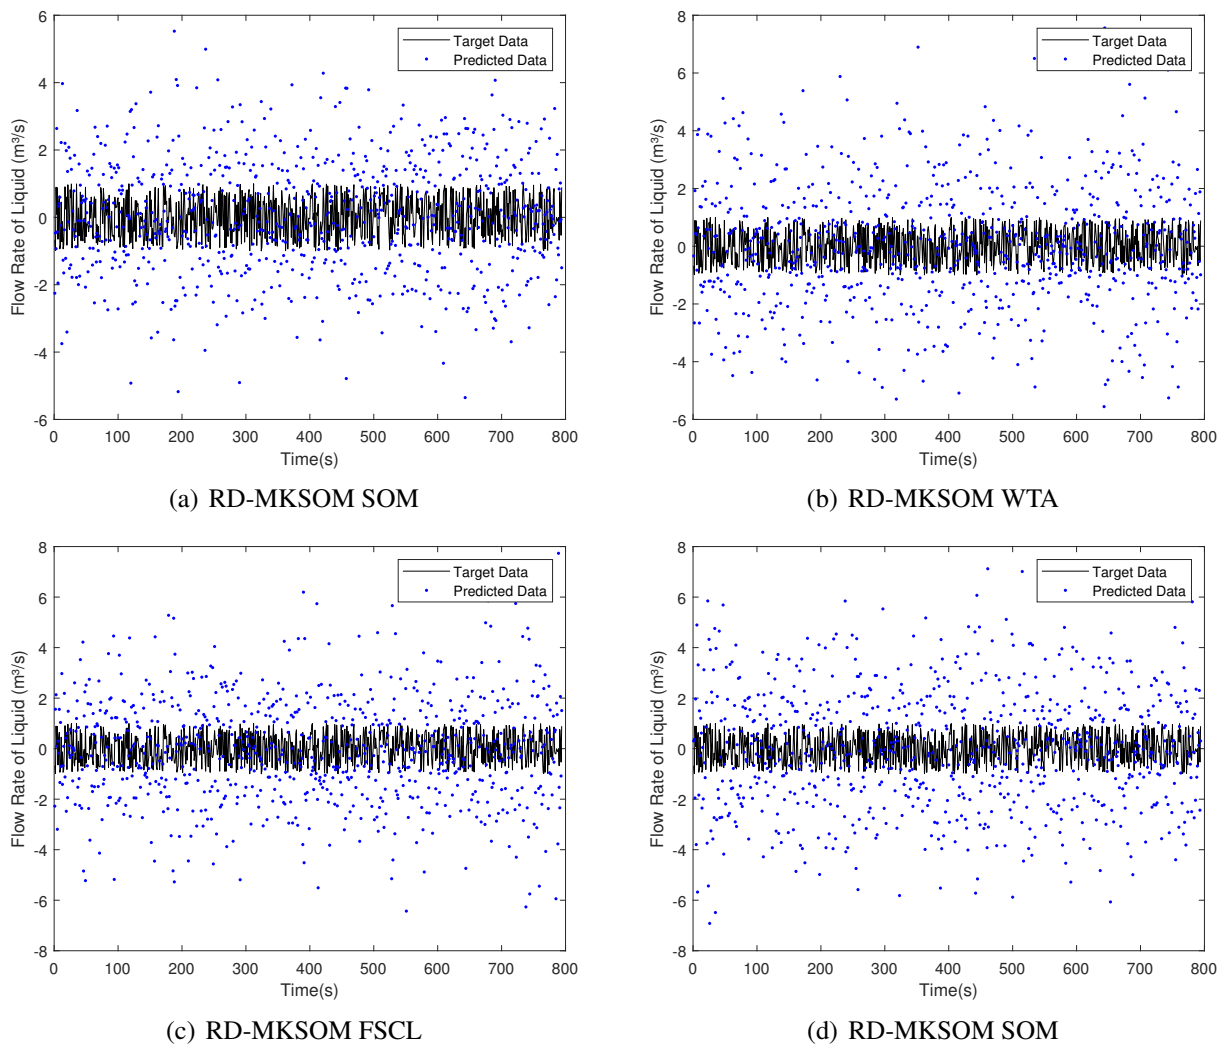 6
4
2
0
-2
-4
-6
Flow Rate of Liquid (m³/s)
Target Data
Predicted Data
0 100 200 300 400 500 600 700 800
Time(s)
(a) RD-MKSOM SOM
8
6
4
2
0
-2
-4
-6
Flow Rate of Liquid (m³/s)
Target Data
Predicted Data
0 100 200 300 400 500 600 700 800
Time(s)
(b) RD-MKSOM WTA
8
6
4
2
0
-2
-4
-6
-8
Flow Rate of Liquid (m³/s)
Target Data
Predicted Data
0 100 200 300 400 500 600 700 800
Time(s)
(c) RD-MKSOM FSCL
8
6
4
2
0
-2
-4
-6
-8
Flow Rate of Liquid (m³/s)
Target Data
Predicted Data
0 100 200 300 400 500 600 700 800
Time(s)
(d) RD-MKSOM SOM